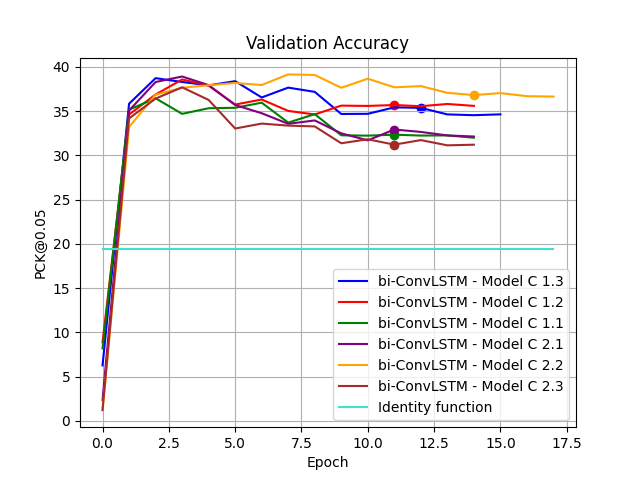 Validation Accuracy
PCK@0.05
40
35
30
25
20
15
10
5
0
bi-ConvLSTM - Model C 1.3
bi-ConvLSTM - Model C 1.2
bi-ConvLSTM - Model C 1.1
bi-ConvLSTM - Model C 2.1
bi-ConvLSTM - Model C 2.2
bi-ConvLSTM - Model C 2.3
Identity function
0.0 2.5 5.0 7.5 10.0 12.5 15.0 17.5
Epoch